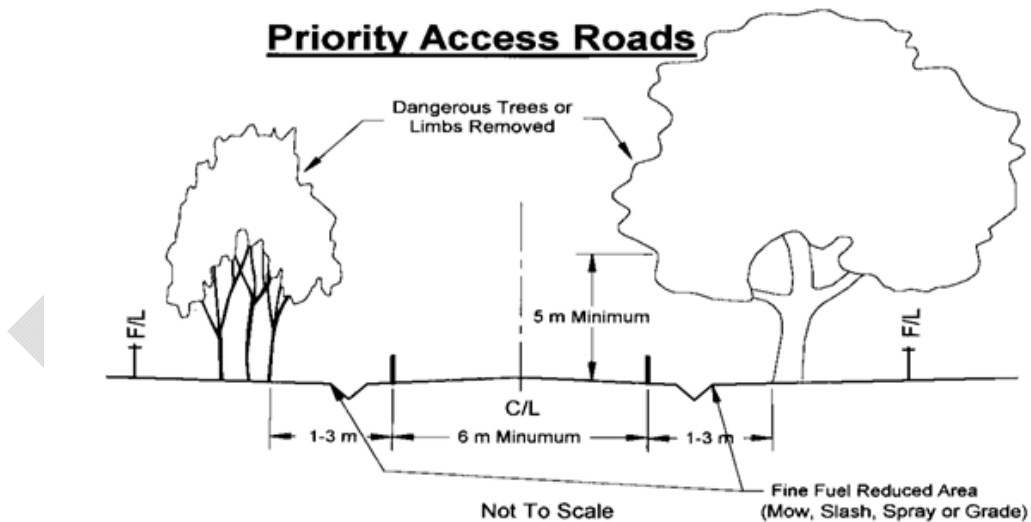 Priority Access Roads
Dangerous Trees or
Limbs Removed
F/L
F/L
5 m Minimum
C/L
1-3 m
6 m Minumum
1-3 m
Not To Scale
Fine Fuel Reduced Area
(Mow, Slash, Spray or Grade)